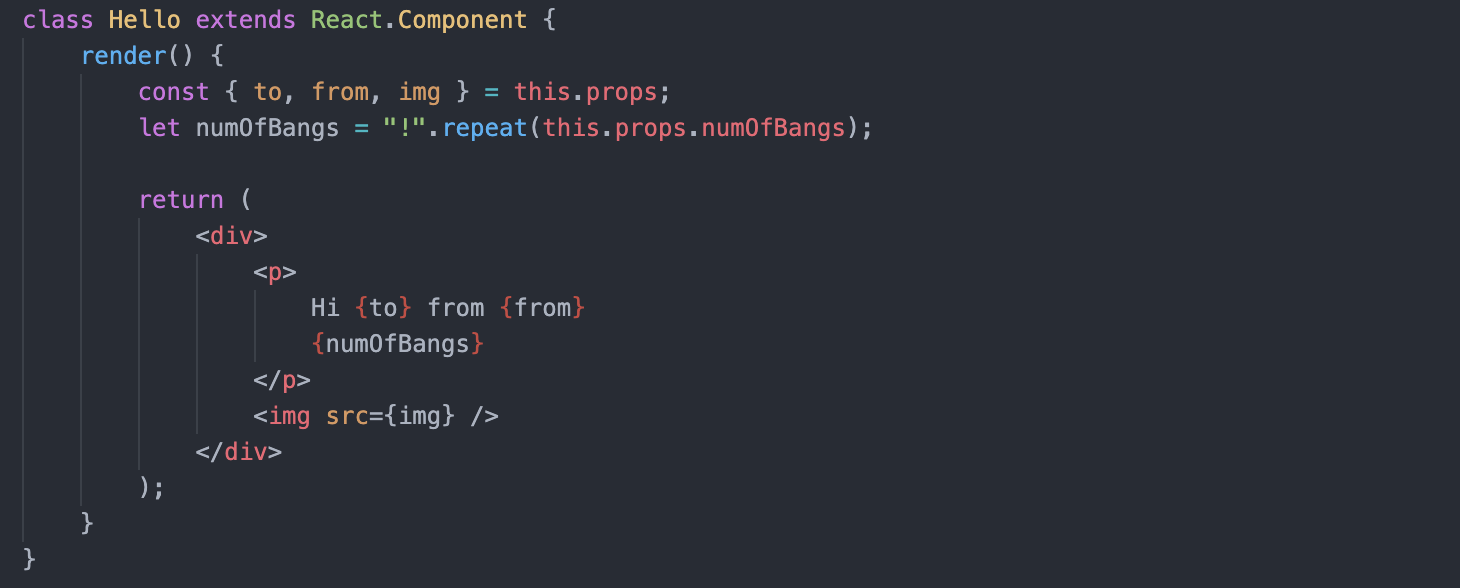 class Hello extends React.Component {
    render() {
        const { to, from, img } = this.props;
        let numOfBangs = "!".repeat(this.props.numOfBangs);

        return (
            <div>
                <p>
                    Hi {to} from {from}
                    {numOfBangs}
                </p>
                <img src={img} />
            </div>
        );
    }
}